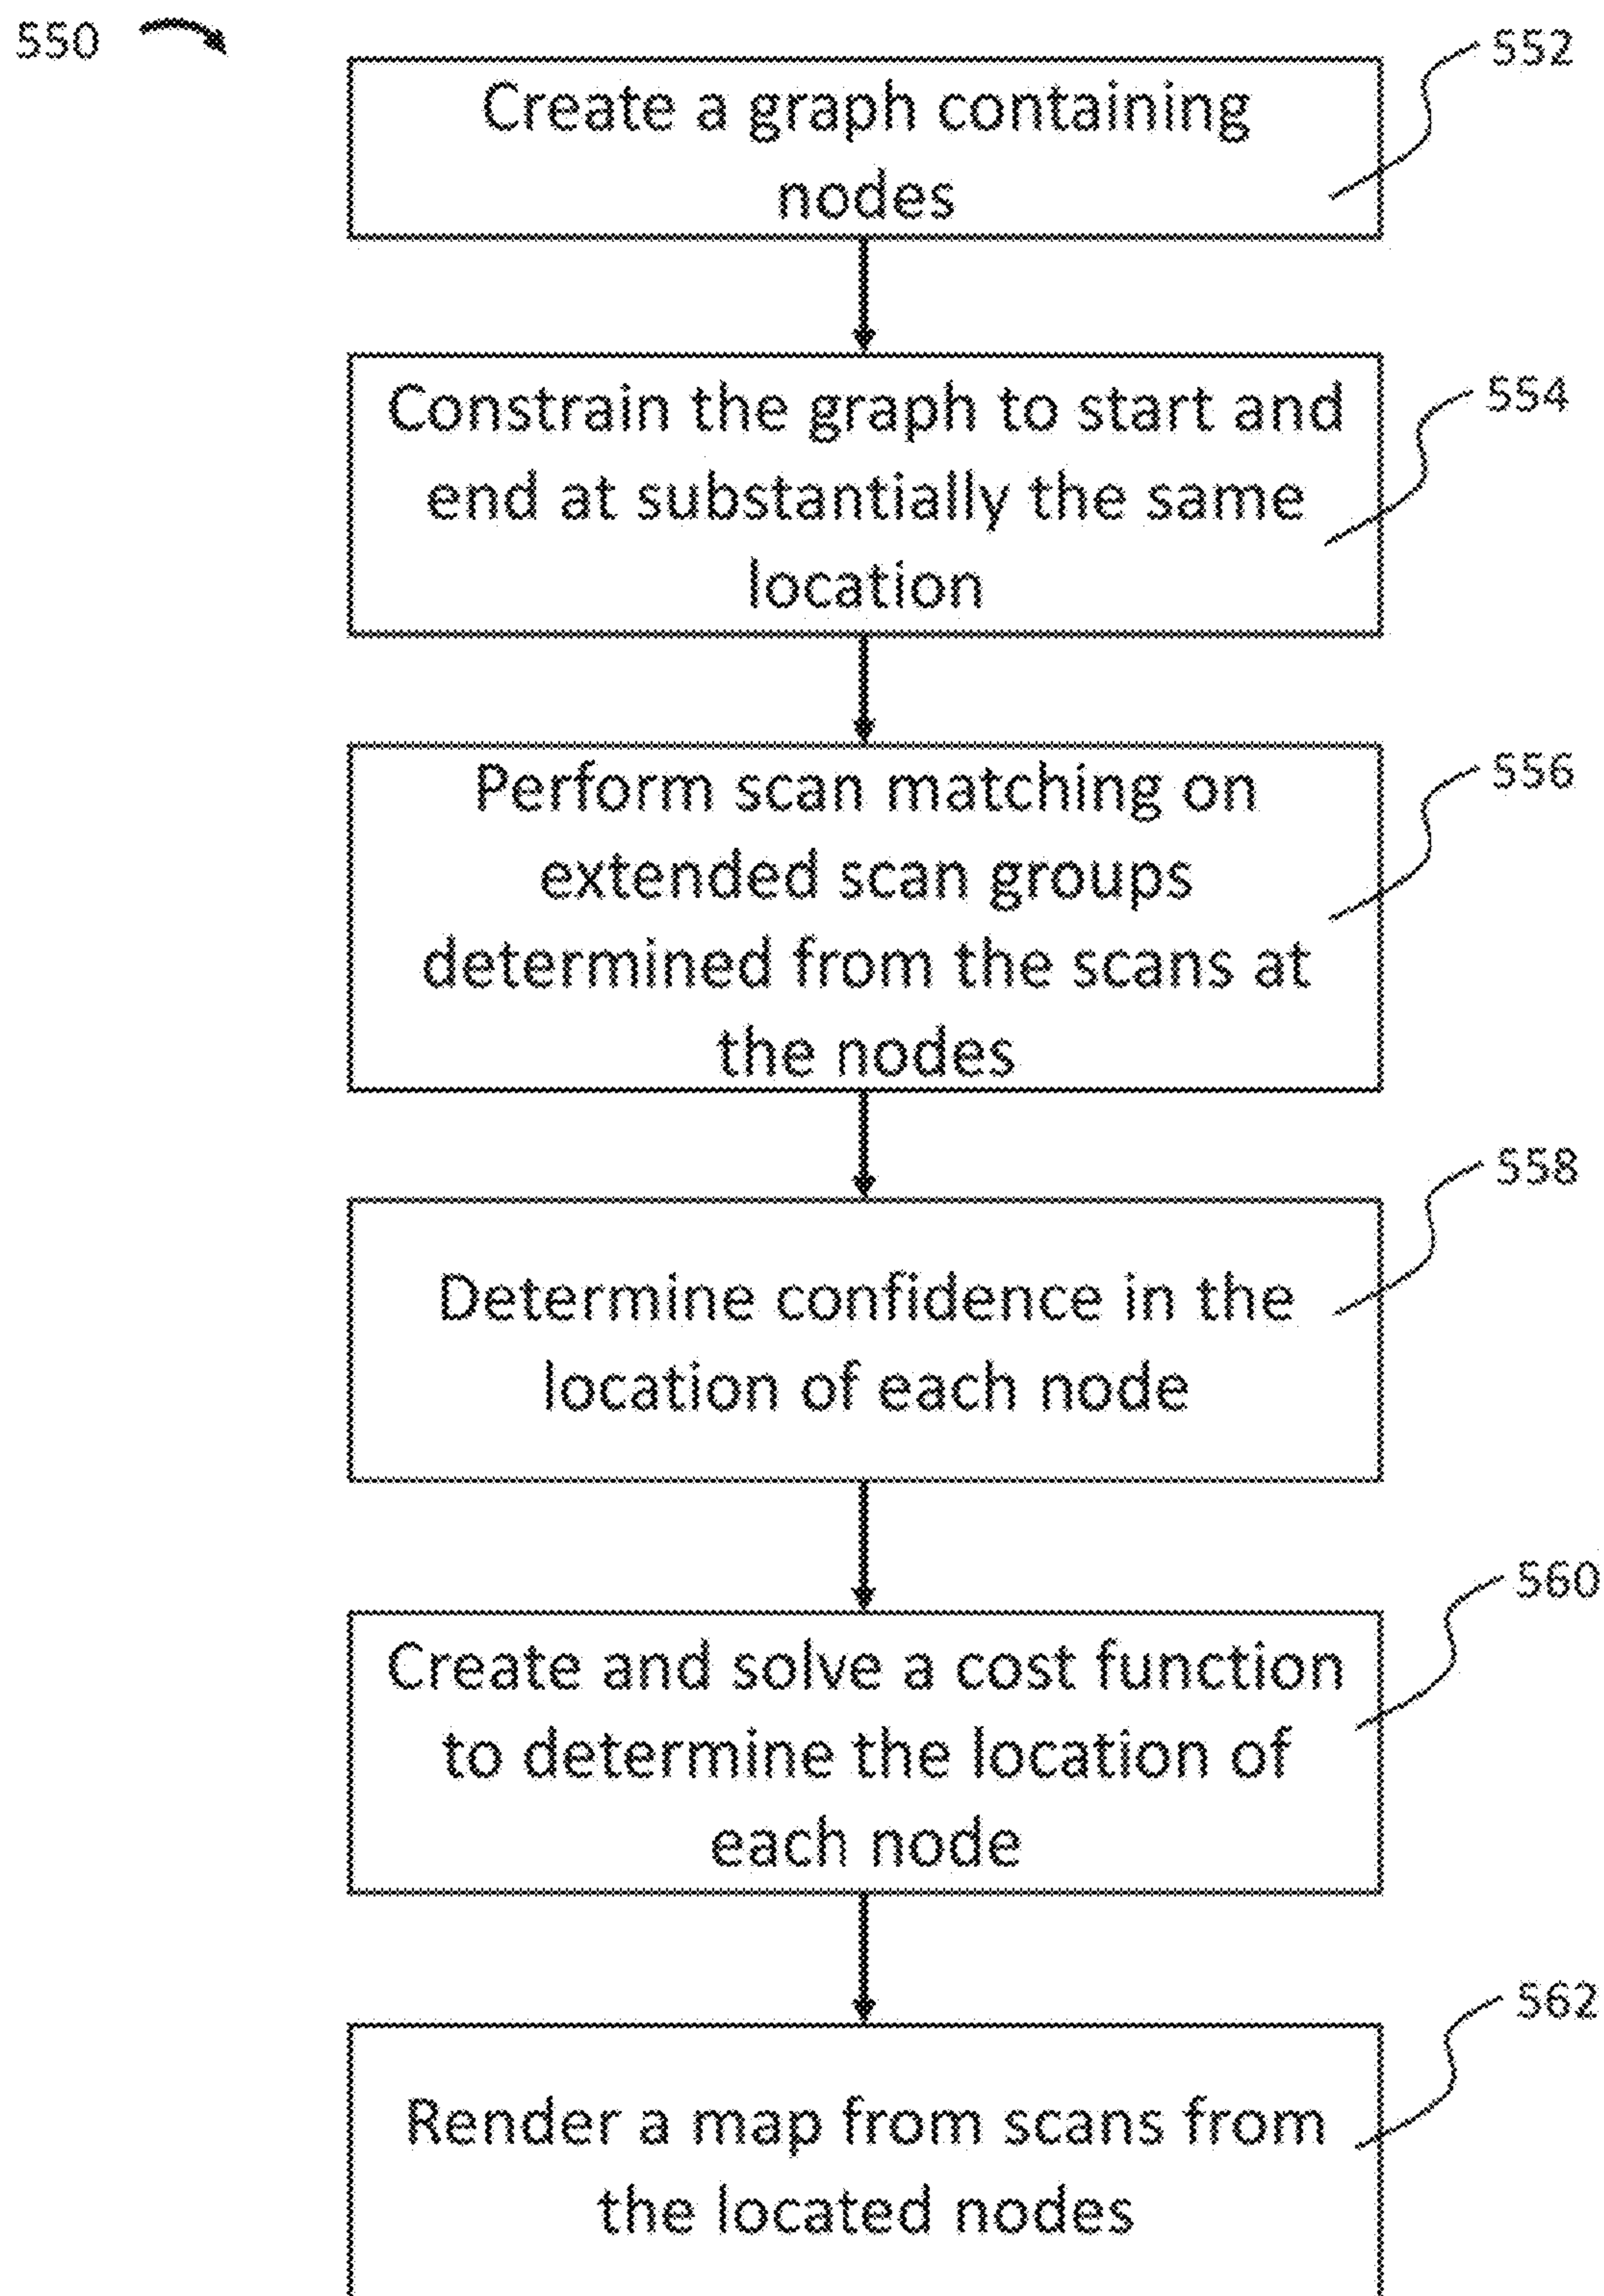 550
552
Create a graph containing
nodes
554
Constrain the graph to start and
end at substantially the same
location
556
Perform scan matching on
extended scan groups
determined from the scans at
the nodes
558
Determine confidence in the
location of each node
560
Create and solve a cost function
to determine the location of
each node
562
Render a map from scans from
the located nodes